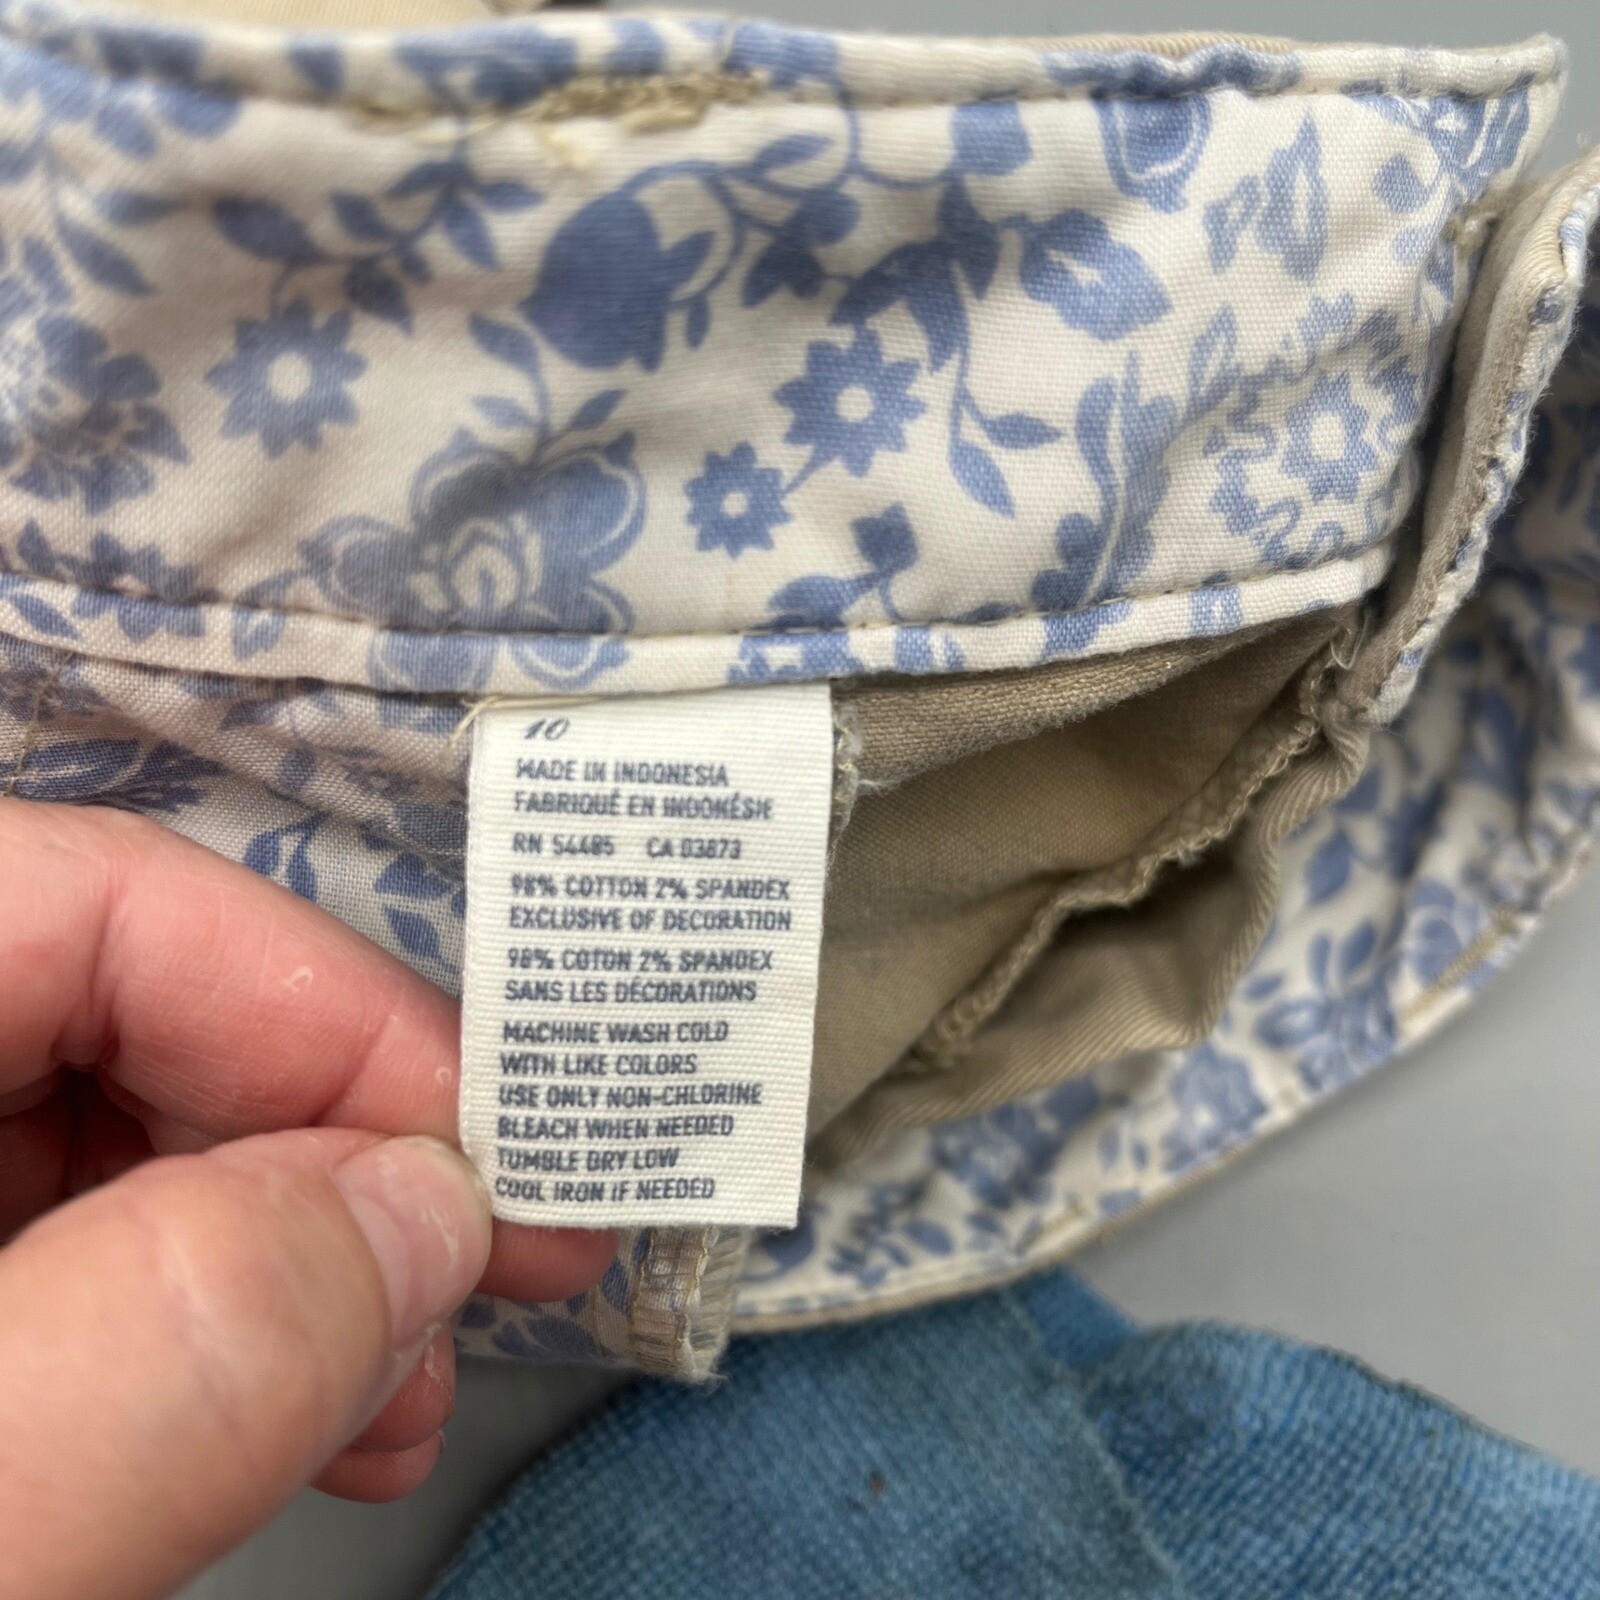 10
MADE IN INDONESIA
FABRIQUÉ EN INDONÉSIE
RN 54485 CA 03873
98% COTTON 2% SPANDEX
EXCLUSIVE OF DECORATION
98% COTON 2% SPANDEX
SANS LES DÉCORATIONS
MACHINE WASH COLD
WITH LIKE COLORS
USE ONLY NON-CHLORINE
BLEACH WHEN NEEDED
TUMBLE DRY LOW
COOL IRON IF NEEDED